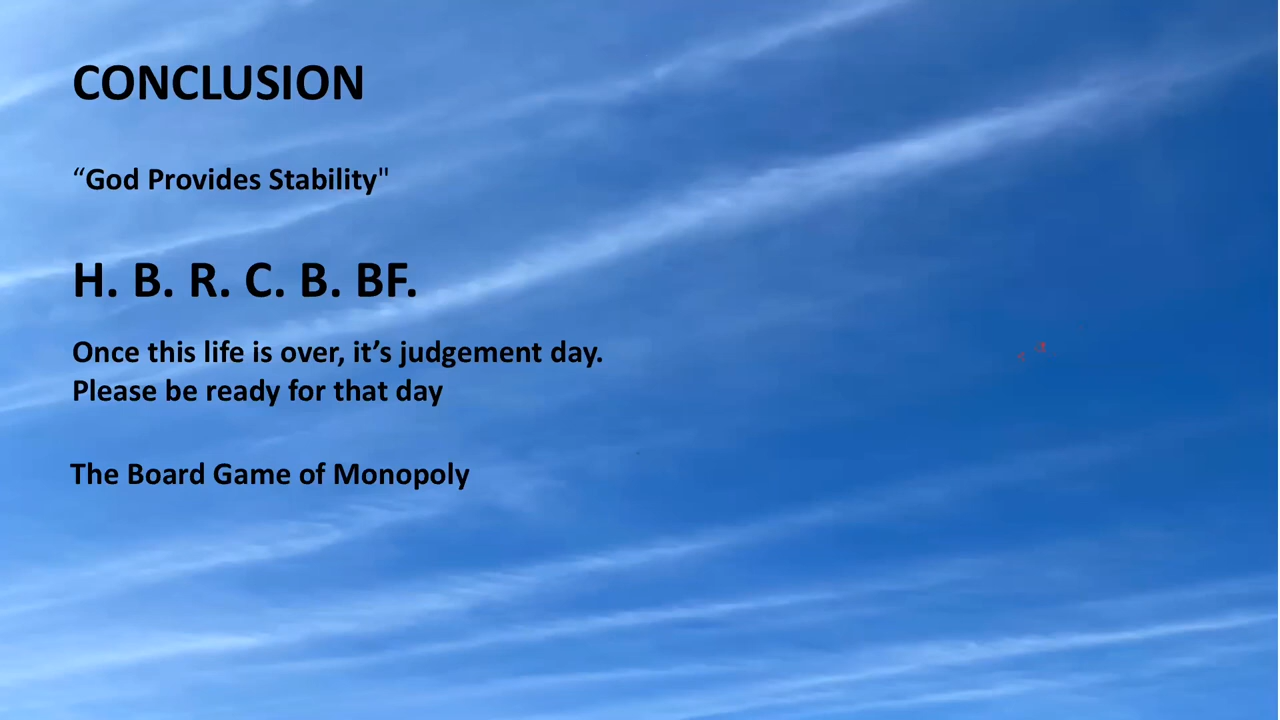 CONCLUSION
“God Provides Stability"
H. B. R. C. B. BF.
Once this life is over, it’s judgement day.
Please be ready for that day
The Board Game of Monopoly